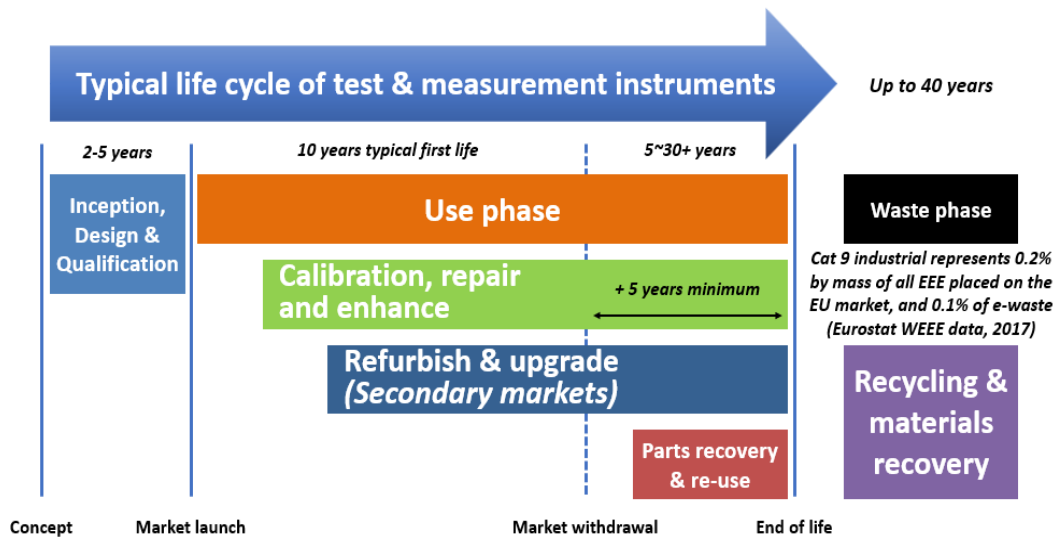 Typical life cycle of test & measurement instruments
Up to 40 years
2-5 years
10 years typical first life
5~30+ years
Inception,
Design &
Qualification
Use phase
Waste phase
Calibration, repair
and enhance
+ 5 years minimum
Cat 9 industrial represents 0.2%
by mass of all EEE placed on the
EU market, and 0.1% of e-waste
(Eurostat WEEE data, 2017)
Refurbish & upgrade
(Secondary markets)
Recycling &
materials
recovery
Parts recovery
& re-use
Concept
Market launch
Market withdrawal
End of life